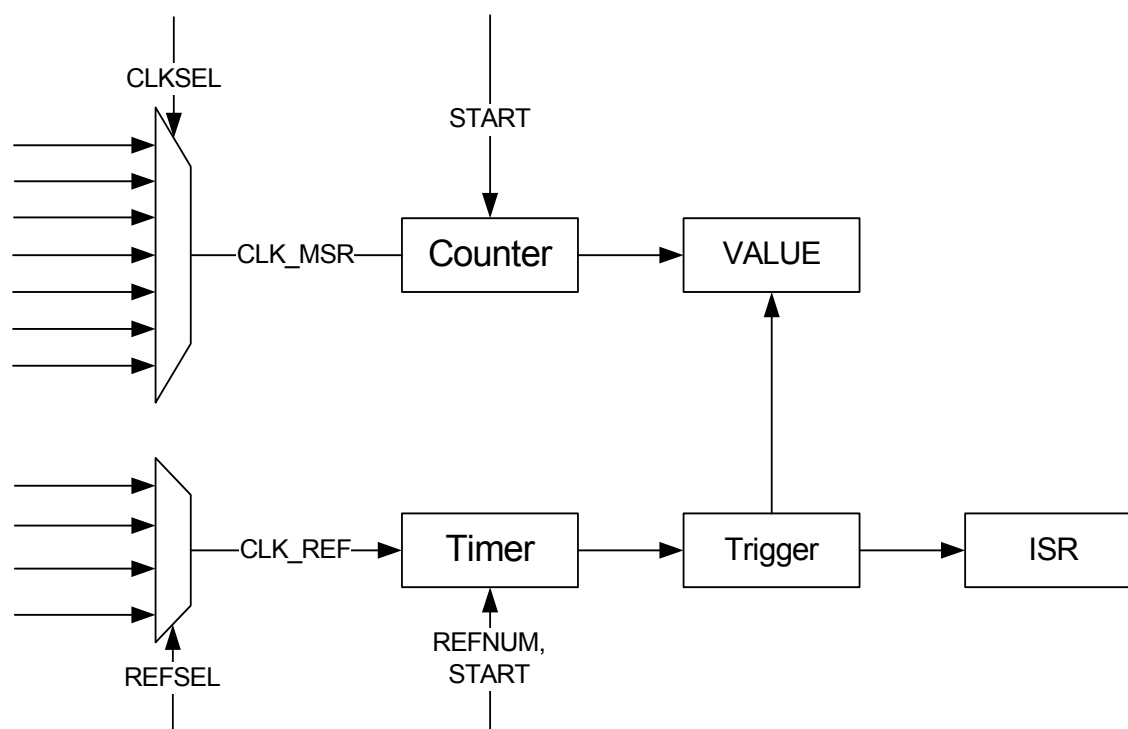 CLKSEL
START
CLK_MSR
Counter
VALUE
CLK_REF
Timer
Trigger
ISR
REFNUM,
START
REFSEL